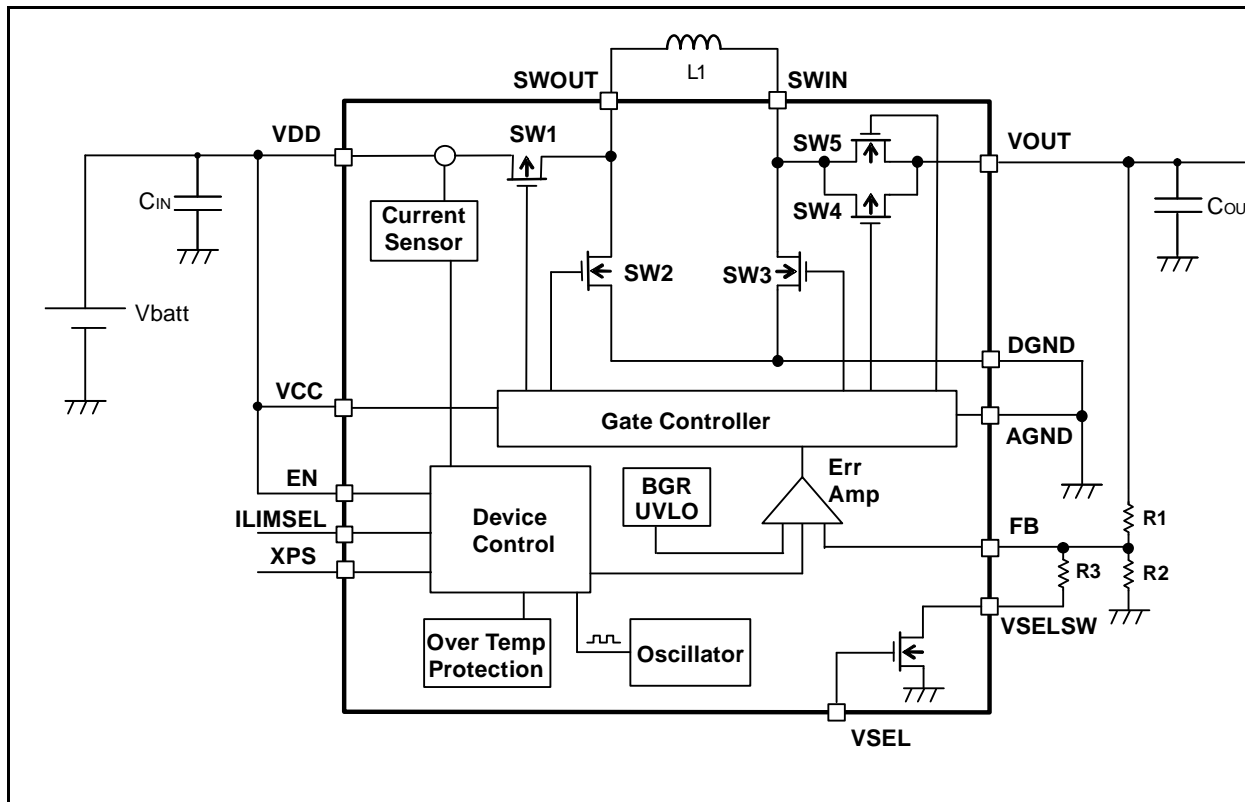 L1
SWOUT
SWIN
VDD
SW1
SW5
VOUT
CIN
Current
Sensor
SW4
COU
SW2
SW3
Vbatt
DGND
VCC
Gate Controller
AGND
EN
BGR
UVLO
Err
Amp
ILIMSEL
Device
Control
FB
R1
XPS
R3
R2
VSELSW
Over Temp
Protection
Oscillator
VSEL